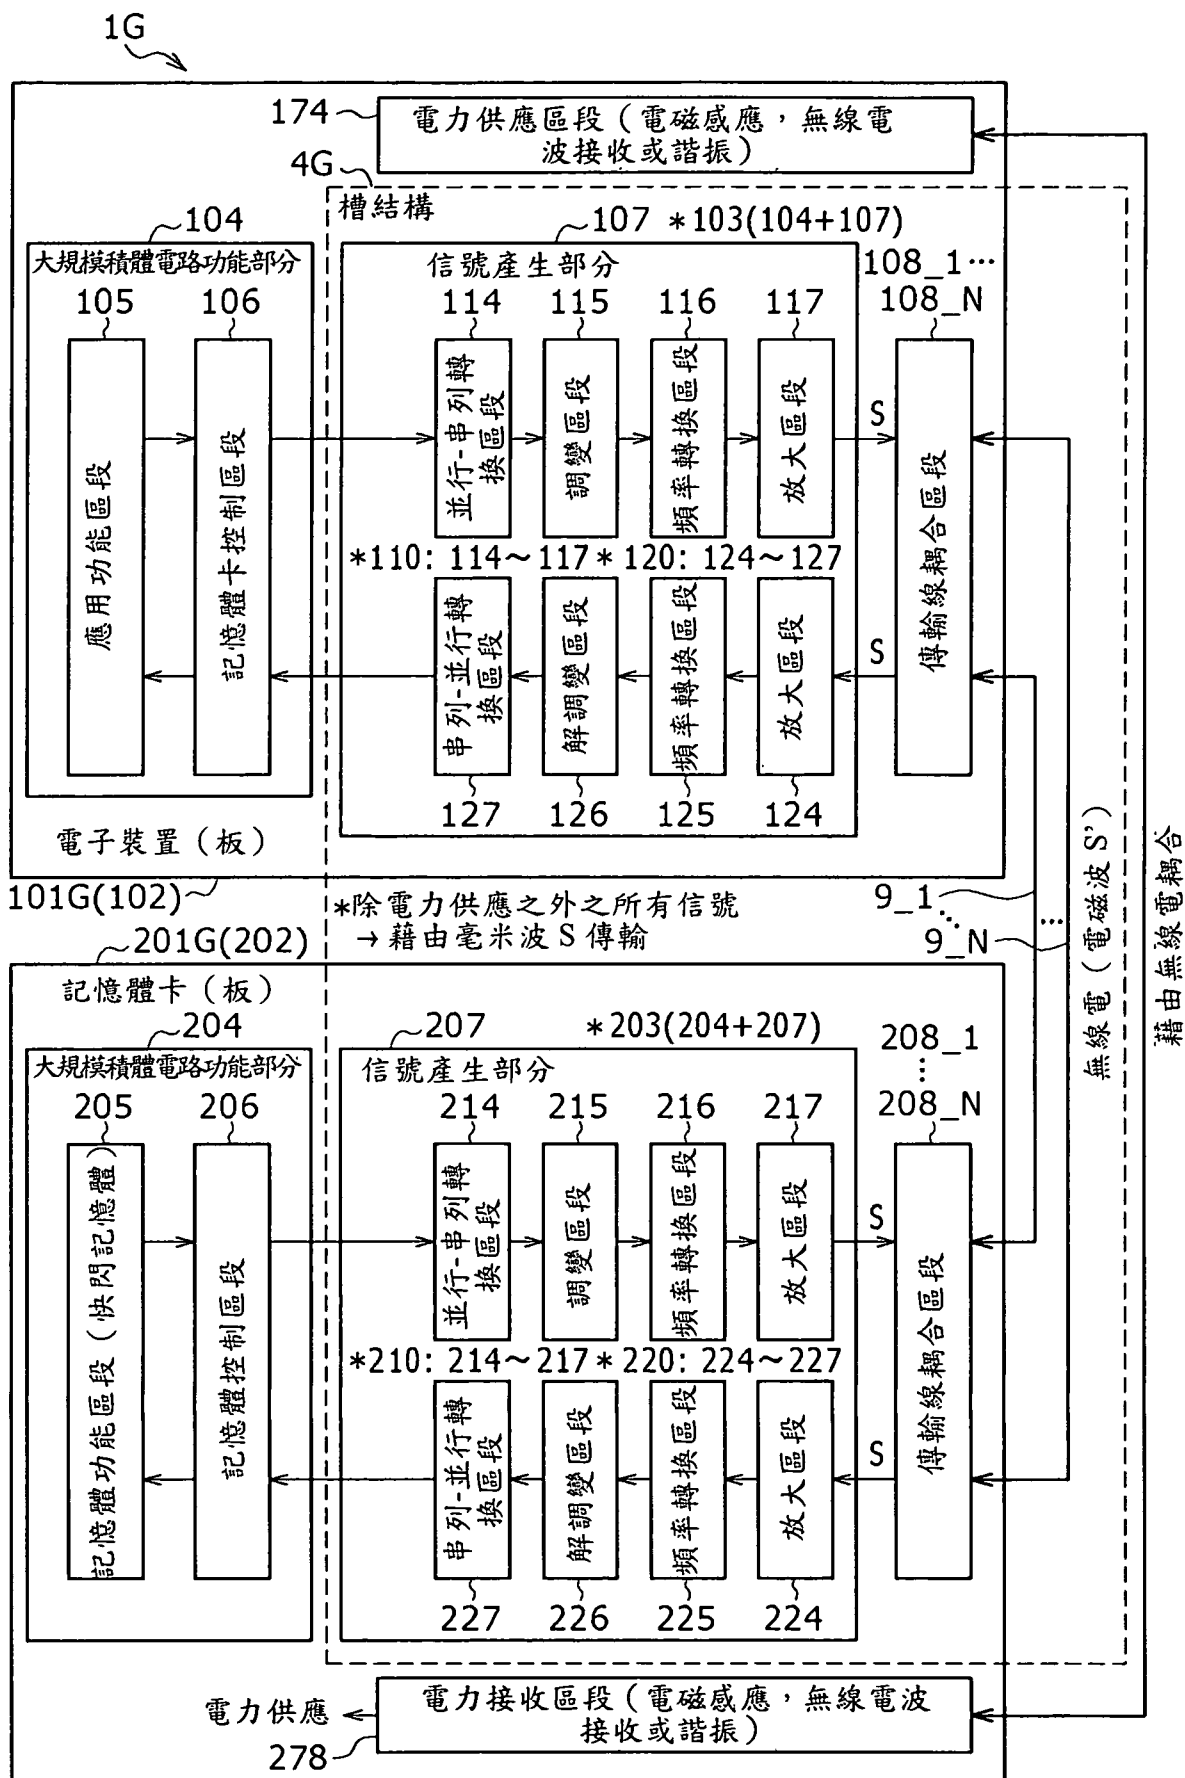 1G
174
電力供應區段（電磁感應，無線電
波接收或諧振）
4G
槽結構
104
大規模積體電路功能部分
105
106
應用功能區段
記憶體卡控制區段
107
*103(104+107)
信號產生部分
114
115
116
117
並行-串列轉
換區段
調變區段
頻率轉換區段
放大區段
S
108_1…
108_N
傳輸線耦合區段
*110: 114～117
*120: 124～127
串列-並行轉
換區段
解調變區段
頻率轉換區段
放大區段
S
127
126
125
124
電子裝置（板）
101G(102)
*除電力供應之外之所有信號
→藉由毫米波 S 傳輸
9_1
⋱
9_N
…
無線電（電磁波 S’）
藉由無線電耦合
201G(202)
記憶體卡（板）
204
大規模積體電路功能部分
205
206
記憶體功能區段（快閃記憶體）
記憶體控制區段
207
*203(204+207)
信號產生部分
214
215
216
217
並行-串列轉
換區段
調變區段
頻率轉換區段
放大區段
S
208_1
⋮
208_N
傳輸線耦合區段
*210: 214～217
*220: 224～227
串列-並行轉
換區段
解調變區段
頻率轉換區段
放大區段
S
227
226
225
224
電力供應
278
電力接收區段（電磁感應，無線電波
接收或諧振）